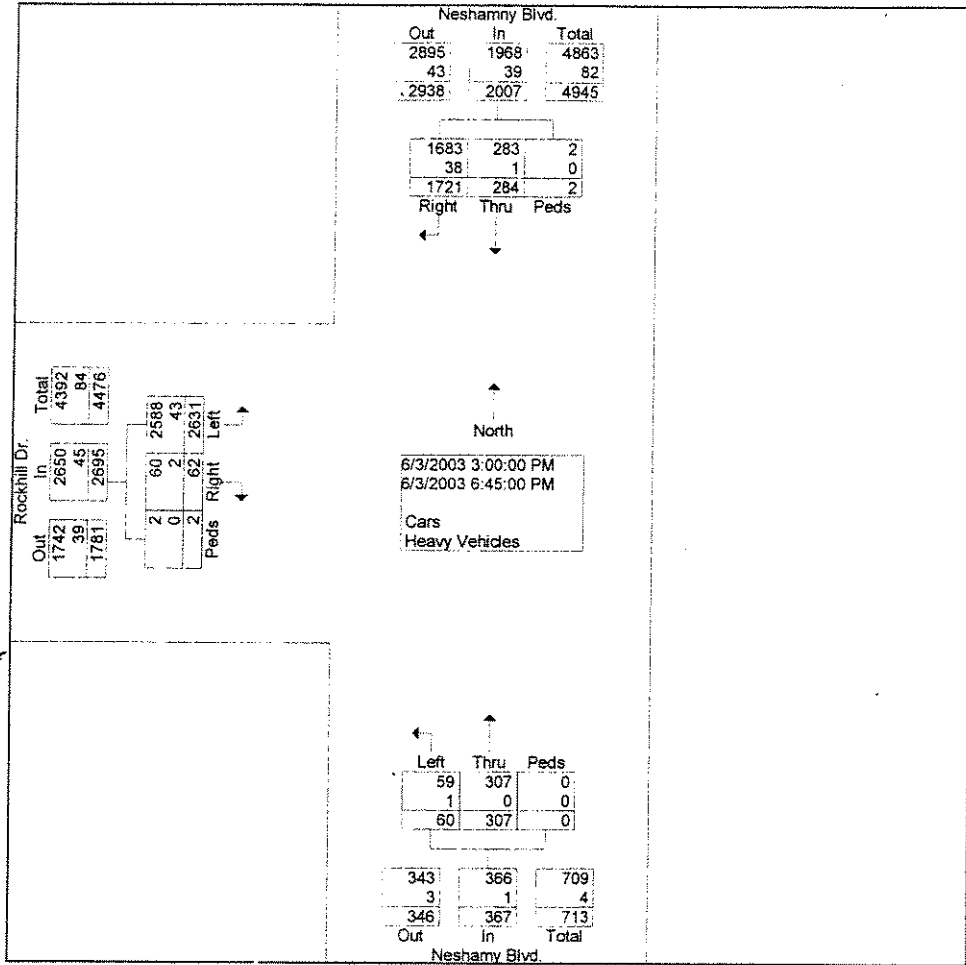 Neshamny Blvd.
Out In Total
2895 1968 4863
43 39 82
2938 2007 4945
1683 283 2
38 1 0
1721 284 2
Right Thru Peds
Rockhill Dr.
Out In Total
1742 2650 4392
39 45 84
1781 2695 4476
2 60 2588
0 2 43
2 62 2631
Peds Right Left
North
6/3/2003 3:00:00 PM
6/3/2003 6:45:00 PM
Cars
Heavy Vehicles
Left Thru Peds
59 307 0
1 0 0
60 307 0
343 366 709
3 1 4
346 367 713
Out In Total
Neshamy Blvd.